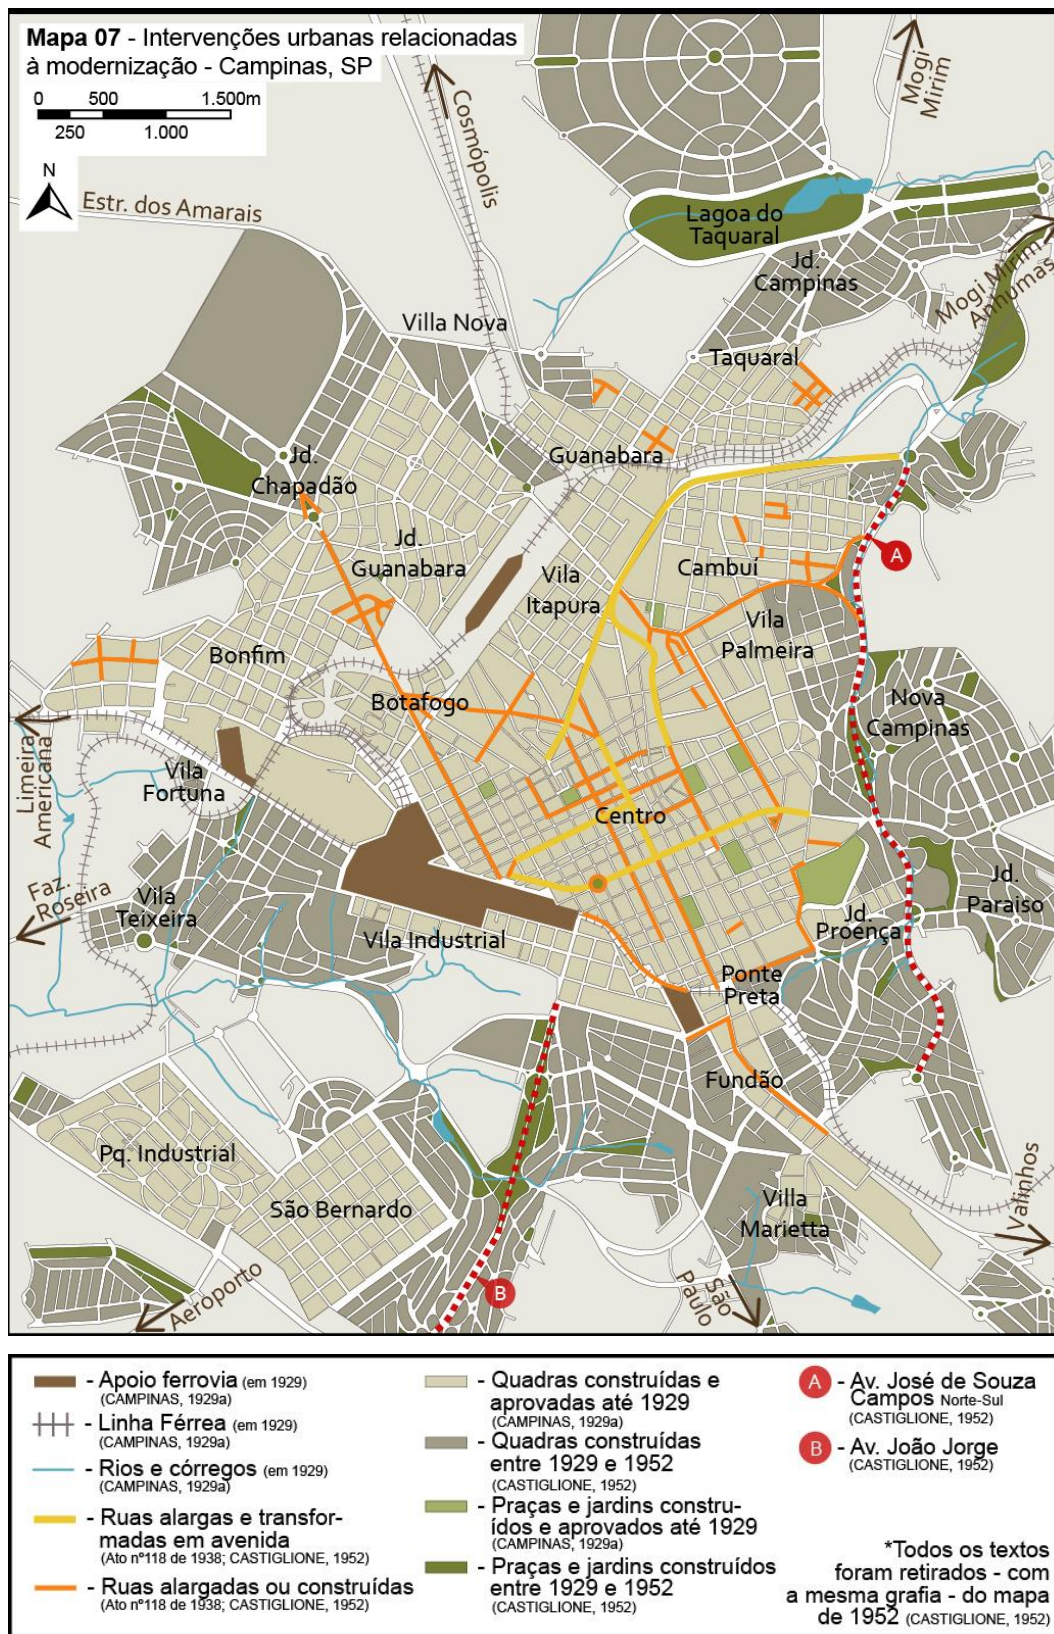 Mapa 07 - Intervenções urbanas relacionadas
à modernização - Campinas, SP
0 500 1.500m
250 1.000
N
Mogi
Mirim
Cosmópolis
Estr. dos Amarais
Lagoa do
Taquaral
Jd.
Campinas
Mogi Mirim
Anhumas
Villa Nova
Taquaral
Guanabara
Jd.
Chapadão
Jd.
Guanabara
Vila
Itapura
Cambuí
A
Vila
Palmeira
Bonfim
Botafogo
Nova
Campinas
Limeira
Americana
Vila
Fortuna
Centro
Faz.
Roseira
Vila
Teixeira
Vila Industrial
Jd.
Paraiso
Jd.
Proença
Ponte
Preta
Fundão
Pq. Industrial
São Bernardo
Villa
Marietta
Valinhos
São
Paulo
Aeroporto
B
- Apoio ferrovia (em 1929)
(CAMPINAS, 1929a)
- Linha Férrea (em 1929)
(CAMPINAS, 1929a)
- Rios e córregos (em 1929)
(CAMPINAS, 1929a)
- Ruas alargas e transfor-
madas em avenida
(Ato nº118 de 1938; CASTIGLIONE, 1952)
- Ruas alargadas ou construídas
(Ato nº118 de 1938; CASTIGLIONE, 1952)
- Quadras construídas e
aprovadas até 1929
(CAMPINAS, 1929a)
- Quadras construídas
entre 1929 e 1952
(CASTIGLIONE, 1952)
- Praças e jardins constru-
ídos e aprovados até 1929
(CAMPINAS, 1929a)
- Praças e jardins construídos
entre 1929 e 1952
(CASTIGLIONE, 1952)
A - Av. José de Souza
Campos Norte-Sul
(CASTIGLIONE, 1952)
B - Av. João Jorge
(CASTIGLIONE, 1952)
*Todos os textos
foram retirados - com
a mesma grafia - do mapa
de 1952 (CASTIGLIONE, 1952)